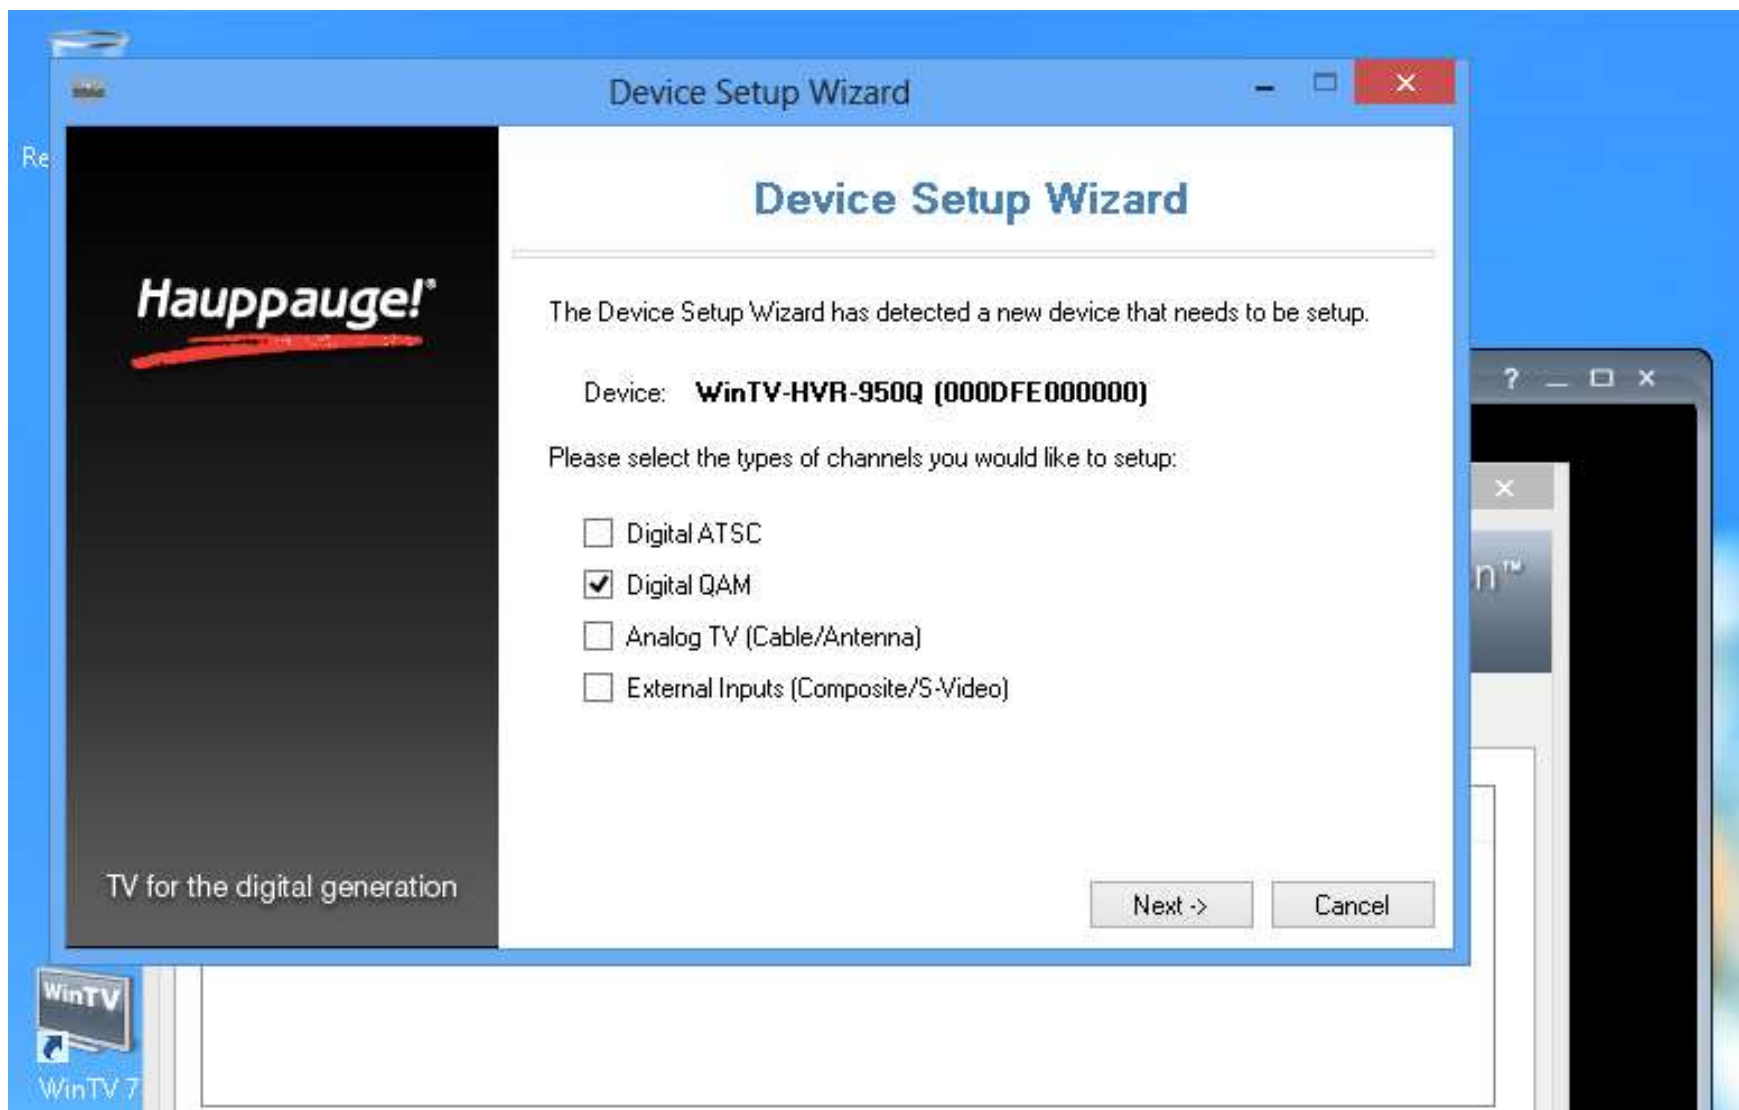 Device Setup Wizard
Re
Device Setup Wizard
Hauppauge!®
The Device Setup Wizard has detected a new device that needs to be setup.
Device: WinTV-HVR-950Q (000DFE000000)
Please select the types of channels you would like to setup:
Digital ATSC
Digital QAM
n™
Analog TV (Cable/Antenna)
External Inputs (Composite/S-Video)
TV for the digital generation
Next ->
Cancel
WinTV
WinTV 7